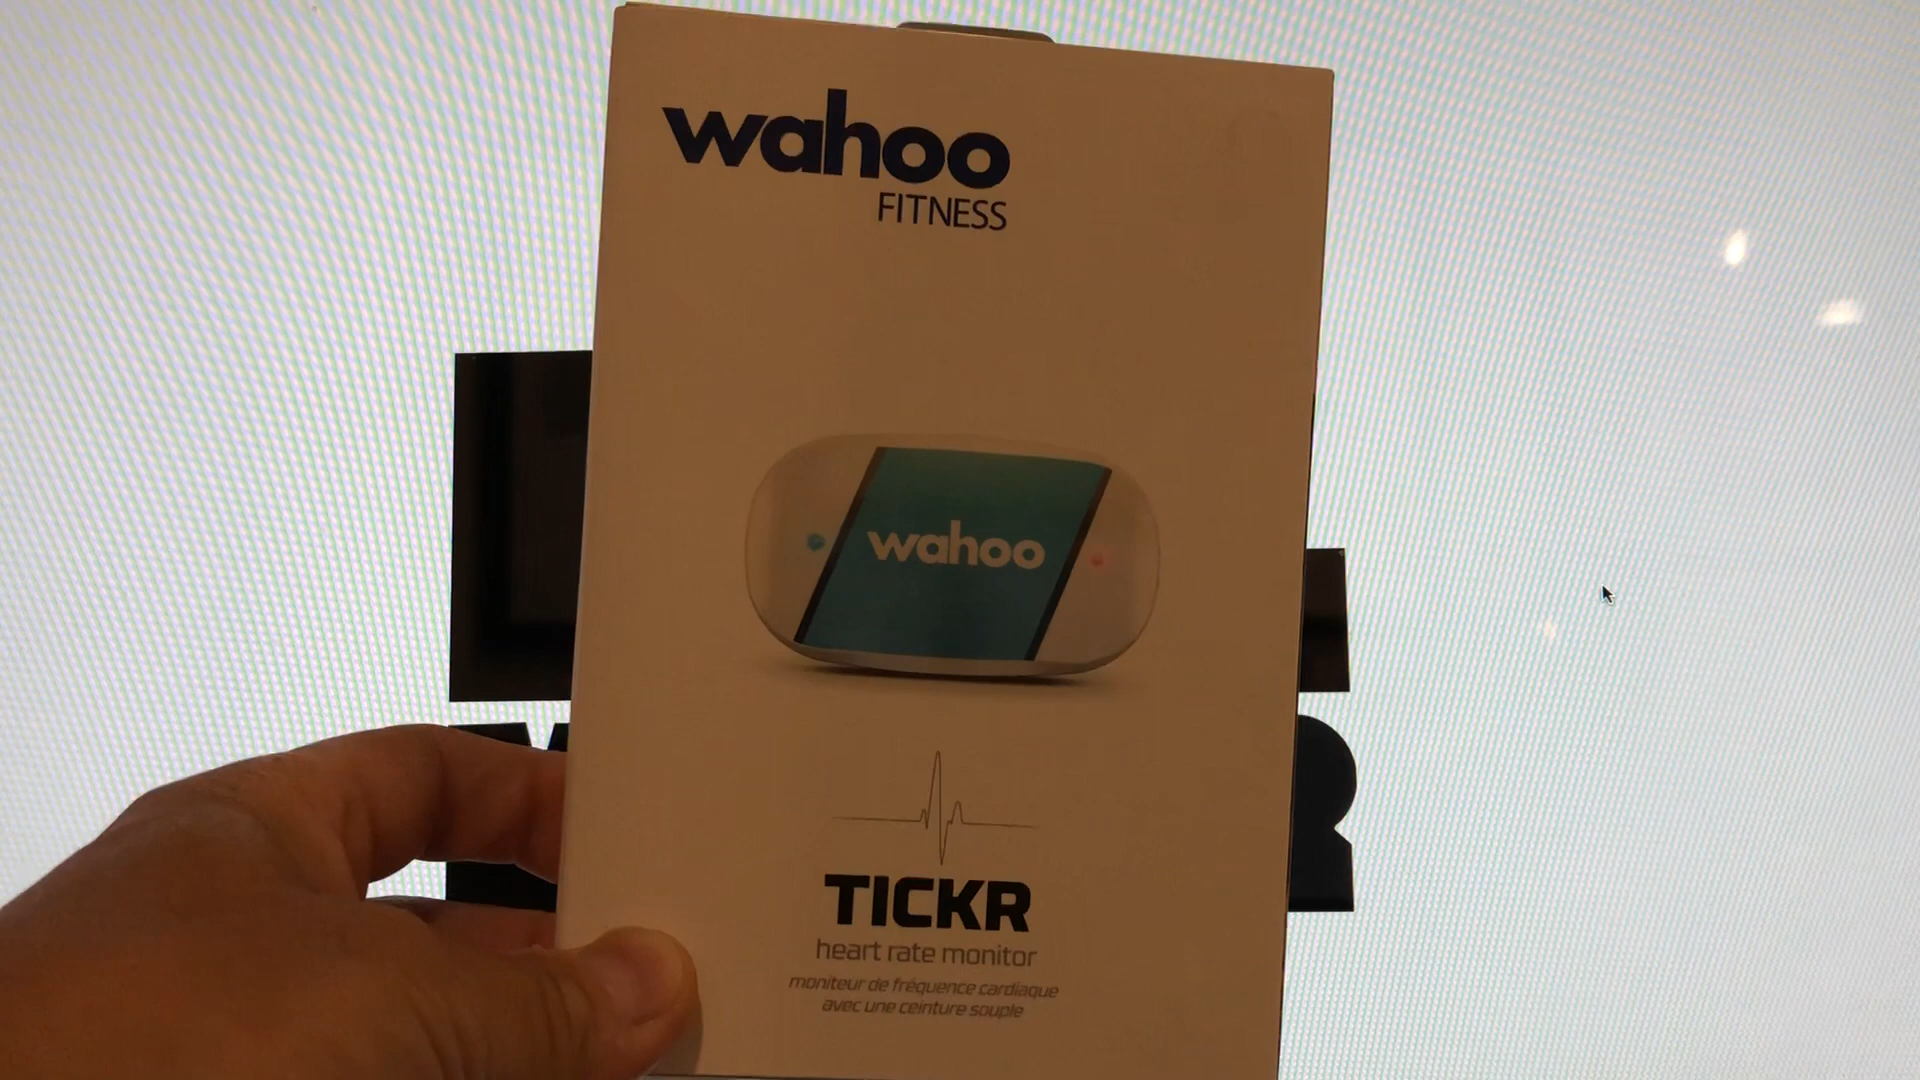 wahoo
FITNESS
wahoo
TICKR
heart rate monitor
moniteur de fréquence cardiaque
avec une ceinture souple